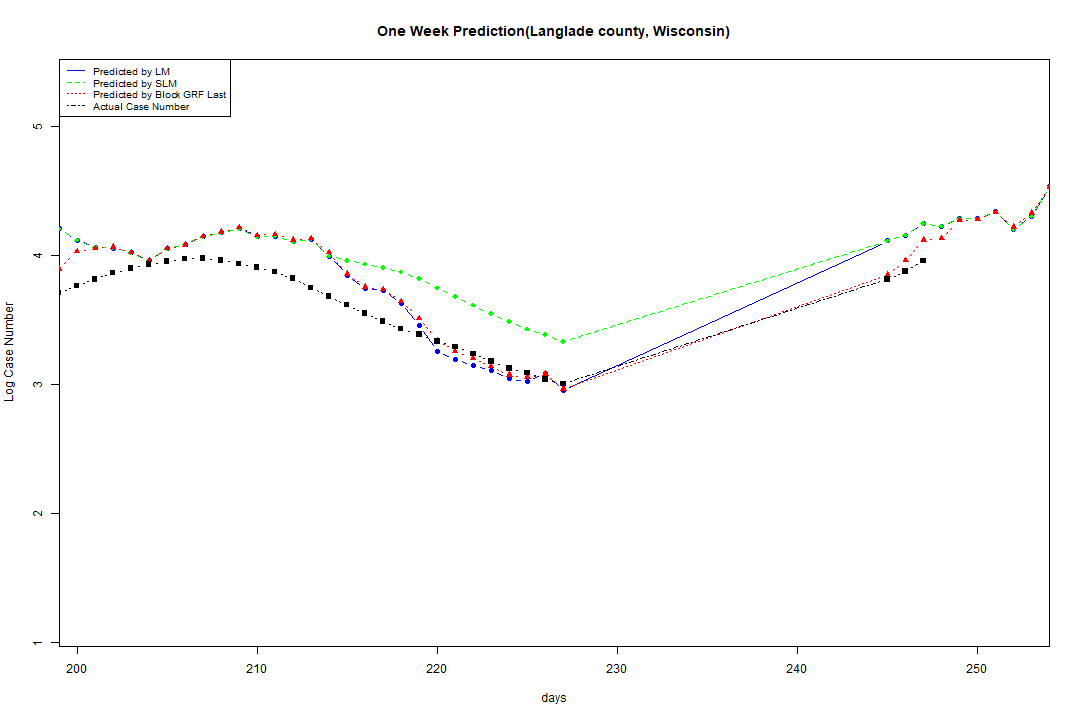 One Week Prediction(Langlade county, Wisconsin)
Predicted by LM
Predicted by SLM
Predicted by Block GRF Last
Actual Case Number
5
4
3
2
1
Log Case Number
200 210 220 230 240 250
days